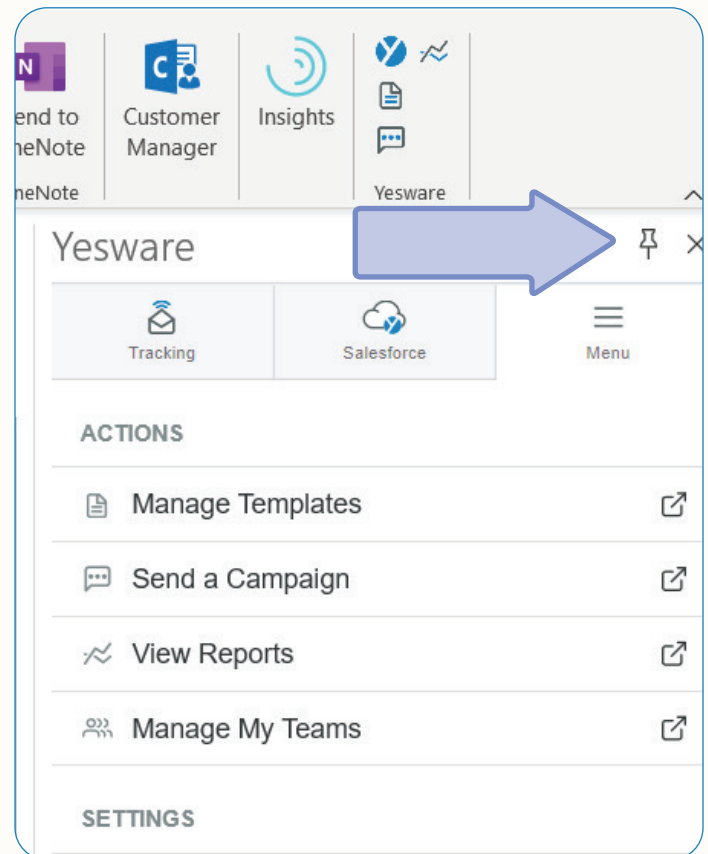 N
end to
neNote
neNote
Customer
Manager
Insights
Yesware
Yesware
Tracking
Salesforce
Menu
ACTIONS
Manage Templates
Send a Campaign
View Reports
Manage My Teams
SETTINGS